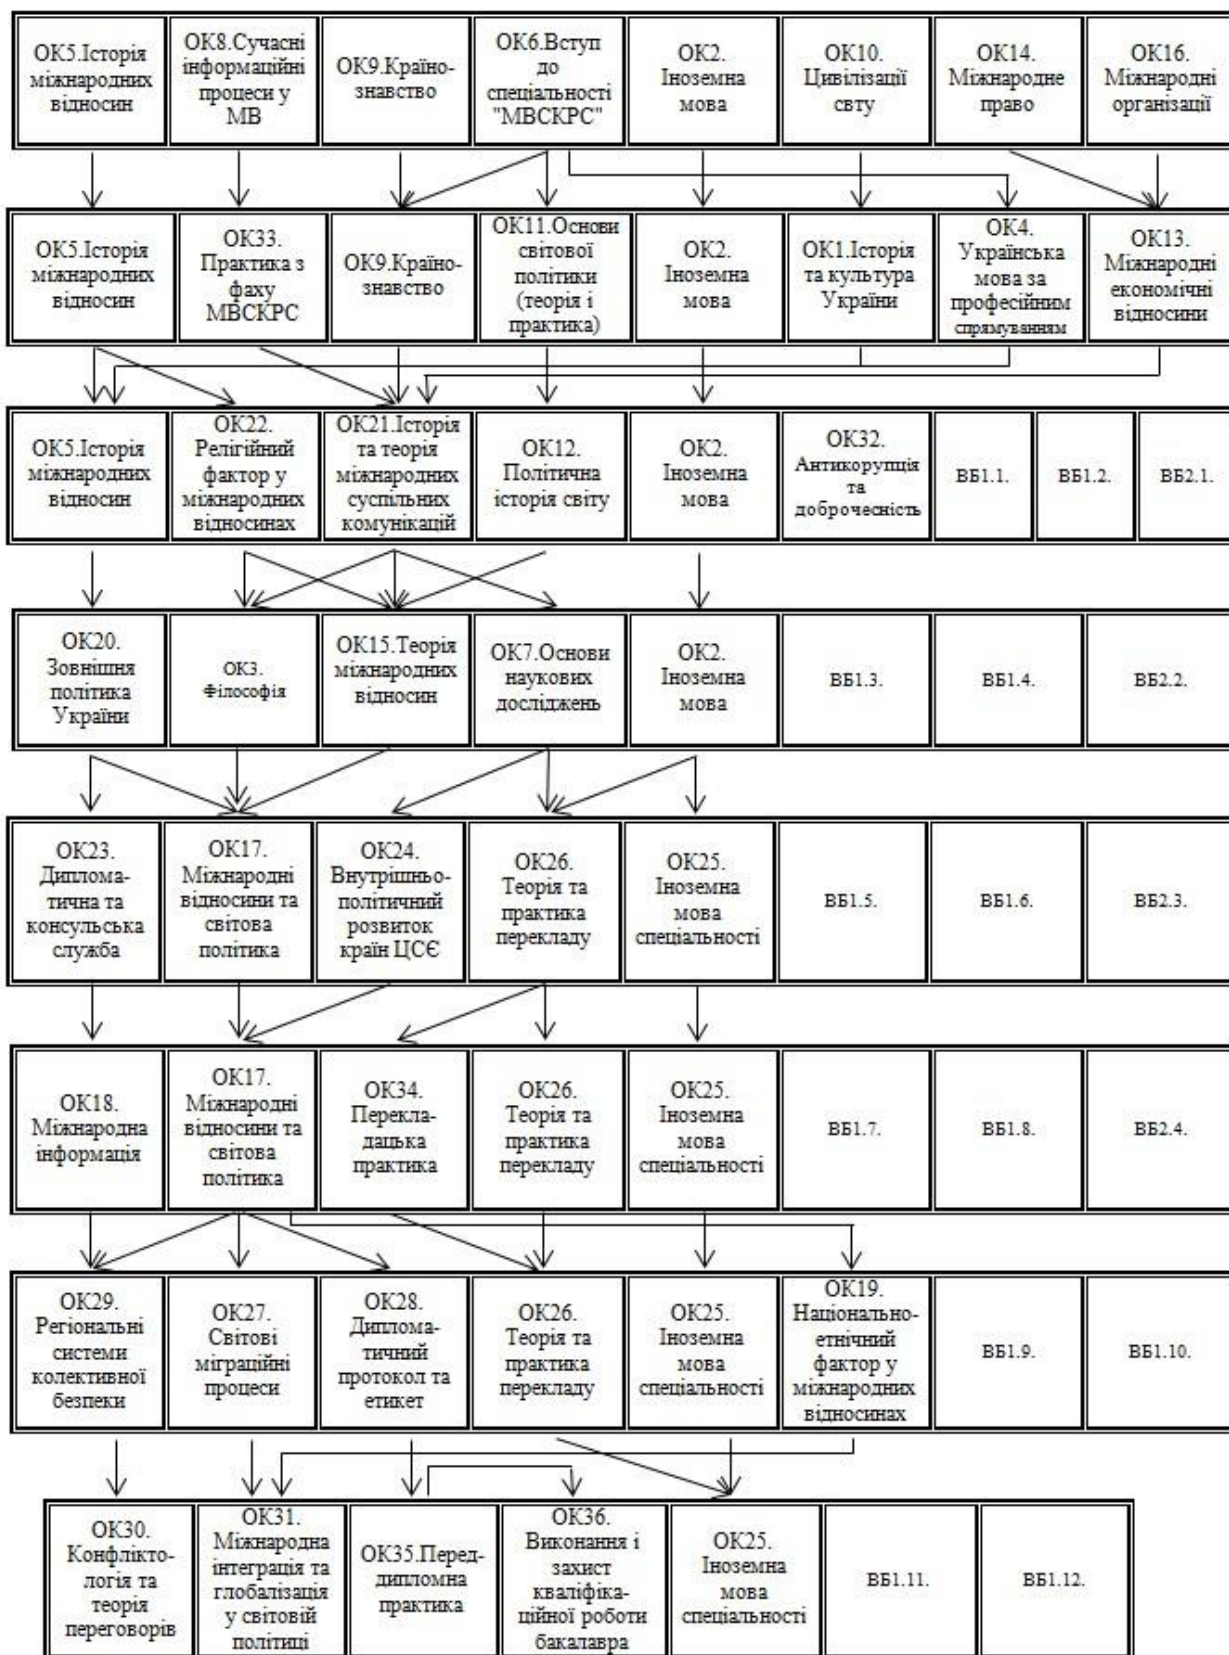 ОК5.Історія
міжнародних
відносин
ОК8.Сучасні
інформаційні
процеси у
МВ
ОК9.Країно-
знавство
ОК6.Вступ
до
спеціальності
"МВСКРС"
ОК2.
Іноземна
мова
ОК10.
Цивілізації
свту
ОК14.
Міжнародне
право
ОК16.
Міжнародні
організації
ОК5.Історія
міжнародних
відносин
ОК33.
Практика з
фаху
МВСКРС
ОК9.Країно-
знавство
ОК11.Основи
світової
політики
(теорія і
практика)
ОК2.
Іноземна
мова
ОК1.Історія
та культура
України
ОК4.
Українська
мова за
професійним
спрямуванням
ОК13.
Міжнародні
економічні
відносини
ОК5.Історія
міжнародних
відносин
ОК22.
Релігійний
фактор у
міжнародних
відносинах
ОК21.Історія
та теорія
міжнародних
суспільних
комунікацій
ОК12.
Політична
історія світу
ОК2.
Іноземна
мова
ОК32.
Антикорупція
та
доброчесність
ВБ1.1.
ВБ1.2.
ВБ2.1.
ОК20.
Зовнішня
політика
України
ОК3.
Філософія
ОК15.Теорія
міжнародних
відносин
ОК7.Основи
наукових
досліджень
ОК2.
Іноземна
мова
ВБ1.3.
ВБ1.4.
ВБ2.2.
ОК23.
Дипломa-
тична та
консульська
служба
ОК17.
Міжнародні
відносини та
світова
політика
ОК24.
Внутрішньо-
політичний
розвиток
країн ЦСЄ
ОК26.
Теорія та
практика
перекладу
ОК25.
Іноземна
мова
спеціальності
ВБ1.5.
ВБ1.6.
ВБ2.3.
ОК18.
Міжнародна
інформація
ОК17.
Міжнародні
відносини та
світова
політика
ОК34.
Перекла-
дацька
практика
ОК26.
Теорія та
практика
перекладу
ОК25.
Іноземна
мова
спеціальності
ВБ1.7.
ВБ1.8.
ВБ2.4.
ОК29.
Регіональні
системи
колективної
безпеки
ОК27.
Світові
міграційні
процеси
ОК28.
Диплома-
тичний
протокол та
етикет
ОК26.
Теорія та
практика
перекладу
ОК25.
Іноземна
мова
спеціальності
ОК19.
Національно-
етнічний
фактор у
міжнародних
відносинах
ВБ1.9.
ВБ1.10.
ОК30.
Конфлікто-
логія та
теорія
переговорів
ОК31.
Міжнародна
інтеграція та
глобалізація
у світовій
політиці
ОК35.Перед-
дипломна
практика
ОК36.
Виконання і
захист
кваліфіка-
ційної роботи
бакалавра
ОК25.
Іноземна
мова
спеціальності
ВБ1.11.
ВБ1.12.